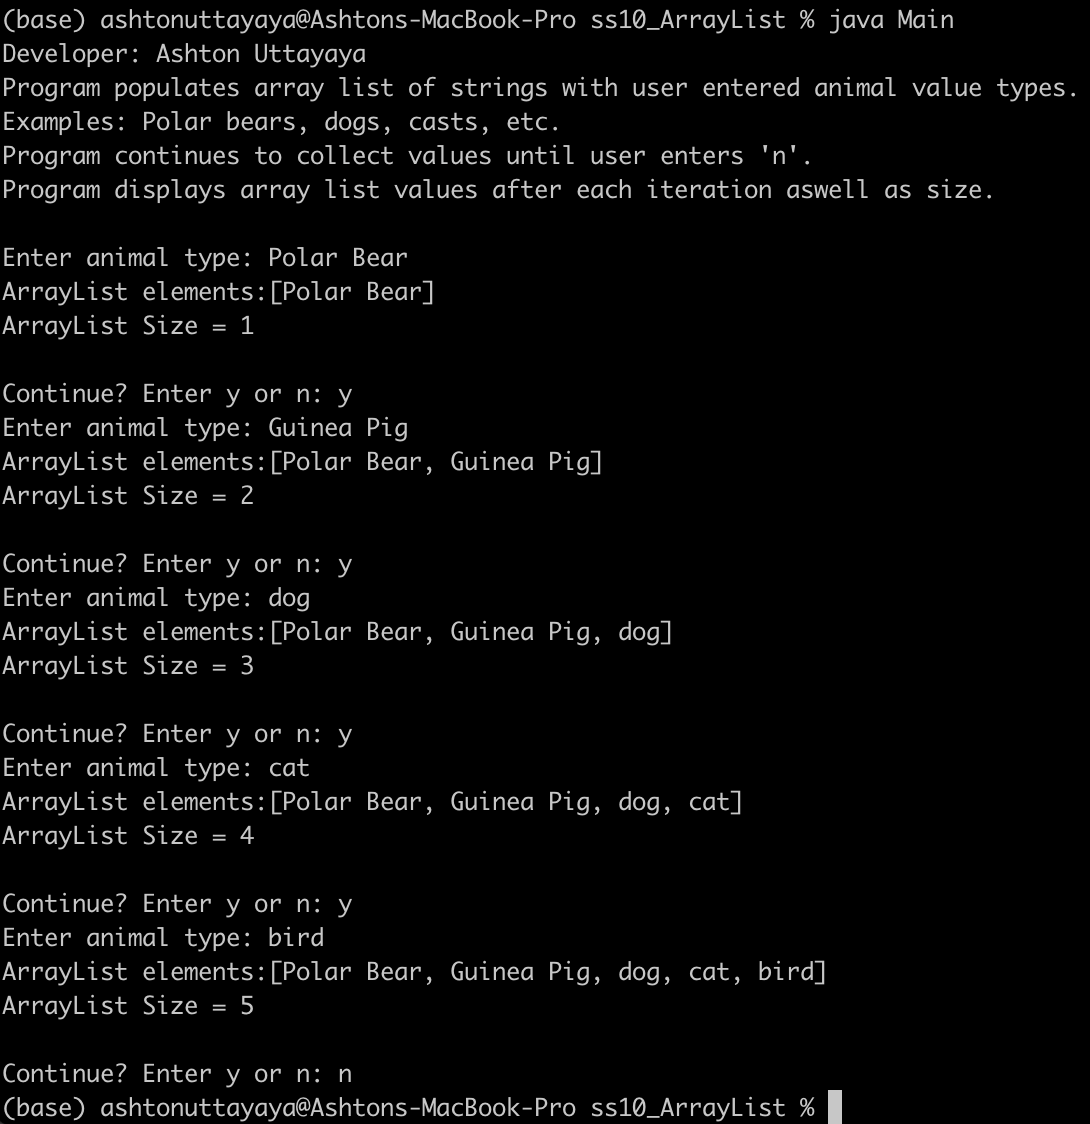 (base) ashtonuttayaya@Ashtons-MacBook-Pro ss10_ArrayList % java Main
Developer: Ashton Uttayaya
Program populates array list of strings with user entered animal value types.
Examples: Polar bears, dogs, casts, etc.
Program continues to collect values until user enters 'n'.
Program displays array list values after each iteration aswell as size.
Enter animal type: Polar Bear
ArrayList elements:[Polar Bear]
ArrayList Size = 1
Continue? Enter y or n: y
Enter animal type: Guinea Pig
ArrayList elements:[Polar Bear, Guinea Pig]
ArrayList Size = 2
Continue? Enter y or n: y
Enter animal type: dog
ArrayList elements:[Polar Bear, Guinea Pig, dog]
ArrayList Size = 3
Continue? Enter y or n: y
Enter animal type: cat
ArrayList elements:[Polar Bear, Guinea Pig, dog, cat]
ArrayList Size = 4
Continue? Enter y or n: y
Enter animal type: bird
ArrayList elements:[Polar Bear, Guinea Pig, dog, cat, bird]
ArrayList Size = 5
Continue? Enter y or n: n
(base) ashtonuttayaya@Ashtons-MacBook-Pro ss10_ArrayList %